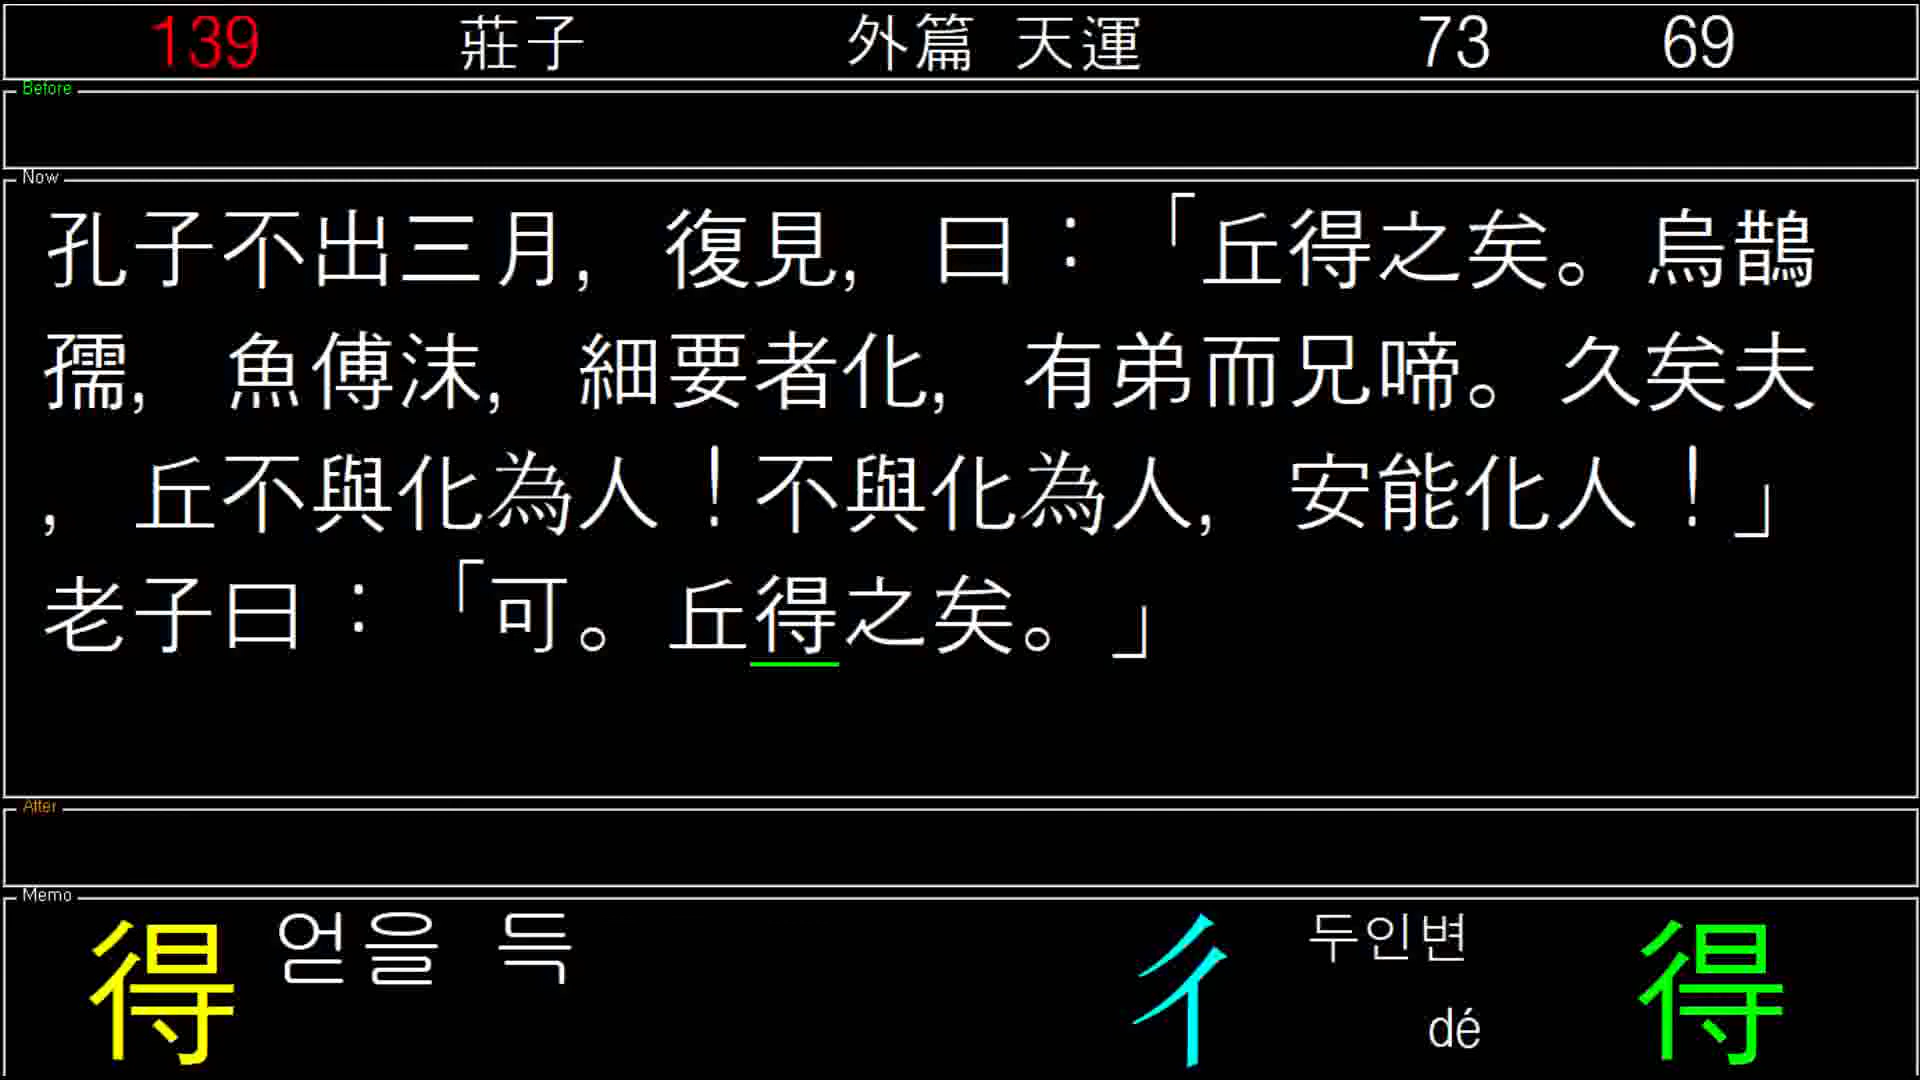 139 莊子 外篇 天運 73 69
Before
Now
孔子不出三月, 復見, 曰：「丘得之矣。烏鵲
孺, 魚傅沫, 細要者化, 有弟而兄啼。久矣夫
, 丘不與化為人！不與化為人, 安能化人！」
老子曰：「可。丘得之矣。」
After
Memo
得 얻을 득 彳 두인변 得
dé